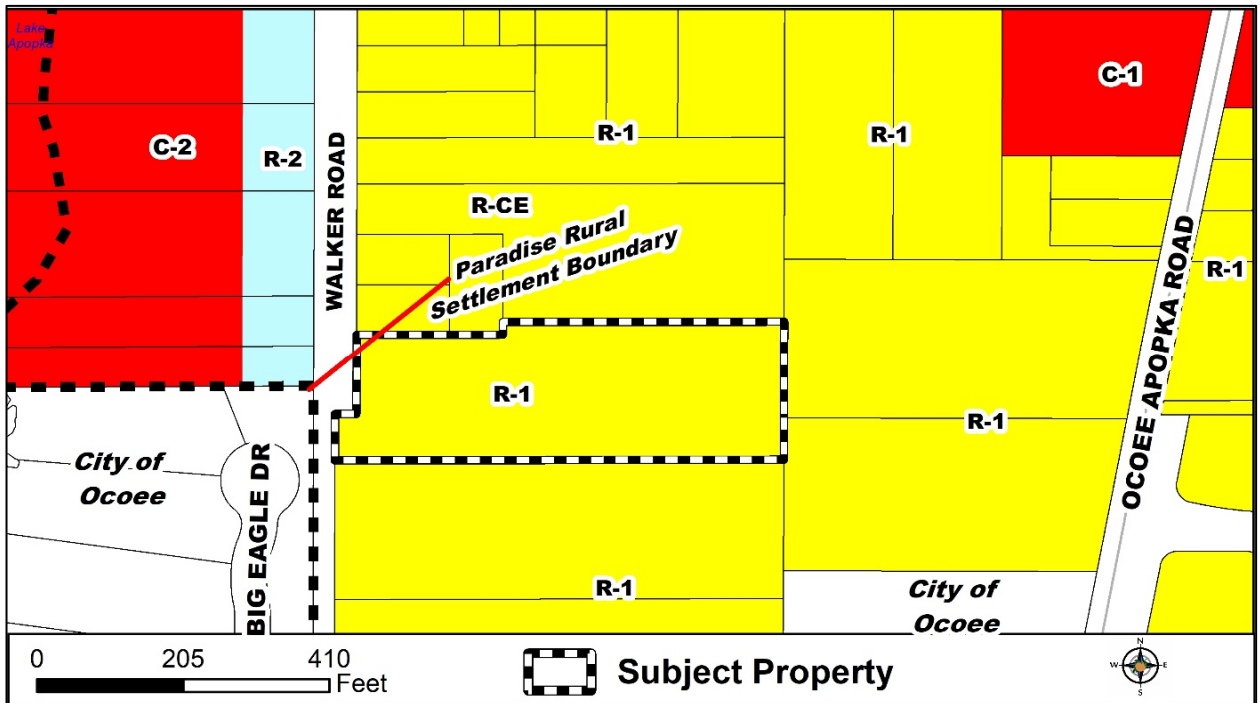 Lake
Apopka
C-2
R-2
WALKER ROAD
R-1
R-1
C-1
R-CE
Paradise Rural
Settlement Boundary
R-1
OCOEE APOPKA ROAD
R-1
R-1
City of
Ocoee
BIG EAGLE DR
R-1
City of
Ocoee
0 205 410
Feet
Subject Property
N
W E
S